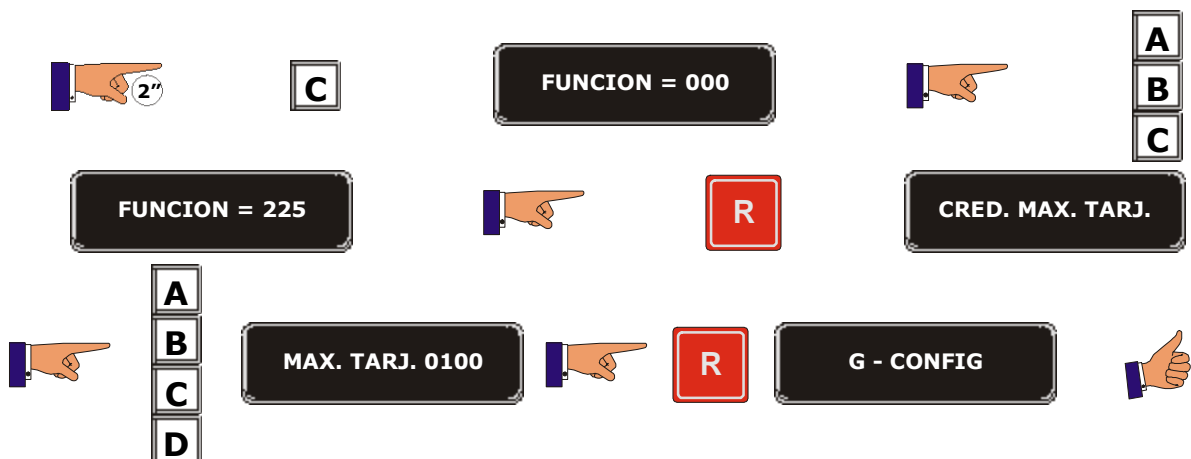 2”
C
FUNCION = 000
A
B
C
FUNCION = 225
R
CRED. MAX. TARJ.
A
B
C
D
MAX. TARJ. 0100
R
G - CONFIG